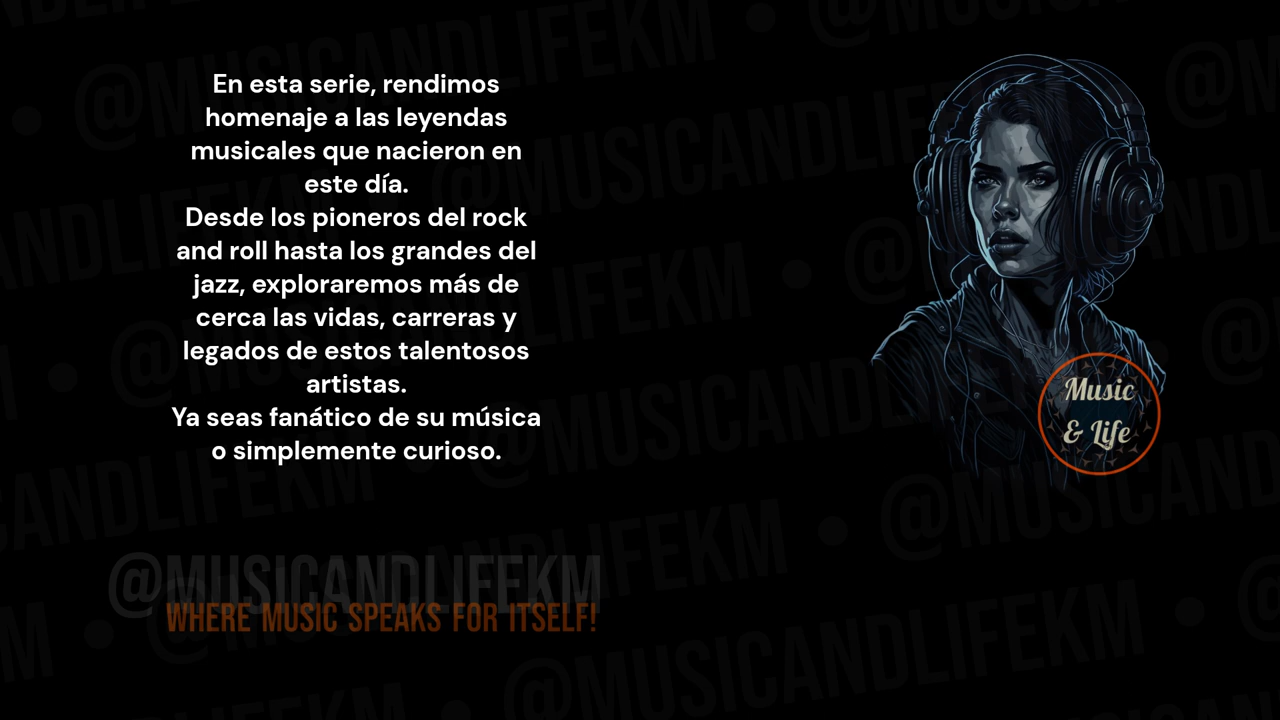 En esta serie, rendimos
homenaje a las leyendas
musicales que nacieron en
este día.
Desde los pioneros del rock
and roll hasta los grandes del
jazz, exploraremos más de
cerca las vidas, carreras y
legados de estos talentosos
artistas.
Ya seas fanático de su música
o simplemente curioso.
Music
& Life
@MUSICANDLIFEKM
WHERE MUSIC SPEAKS FOR ITSELF!